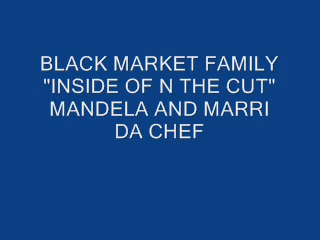 BLACK MARKET FAMILY
"INSIDE OF N THE CUT"
MANDELA AND MARRI
DA CHEF